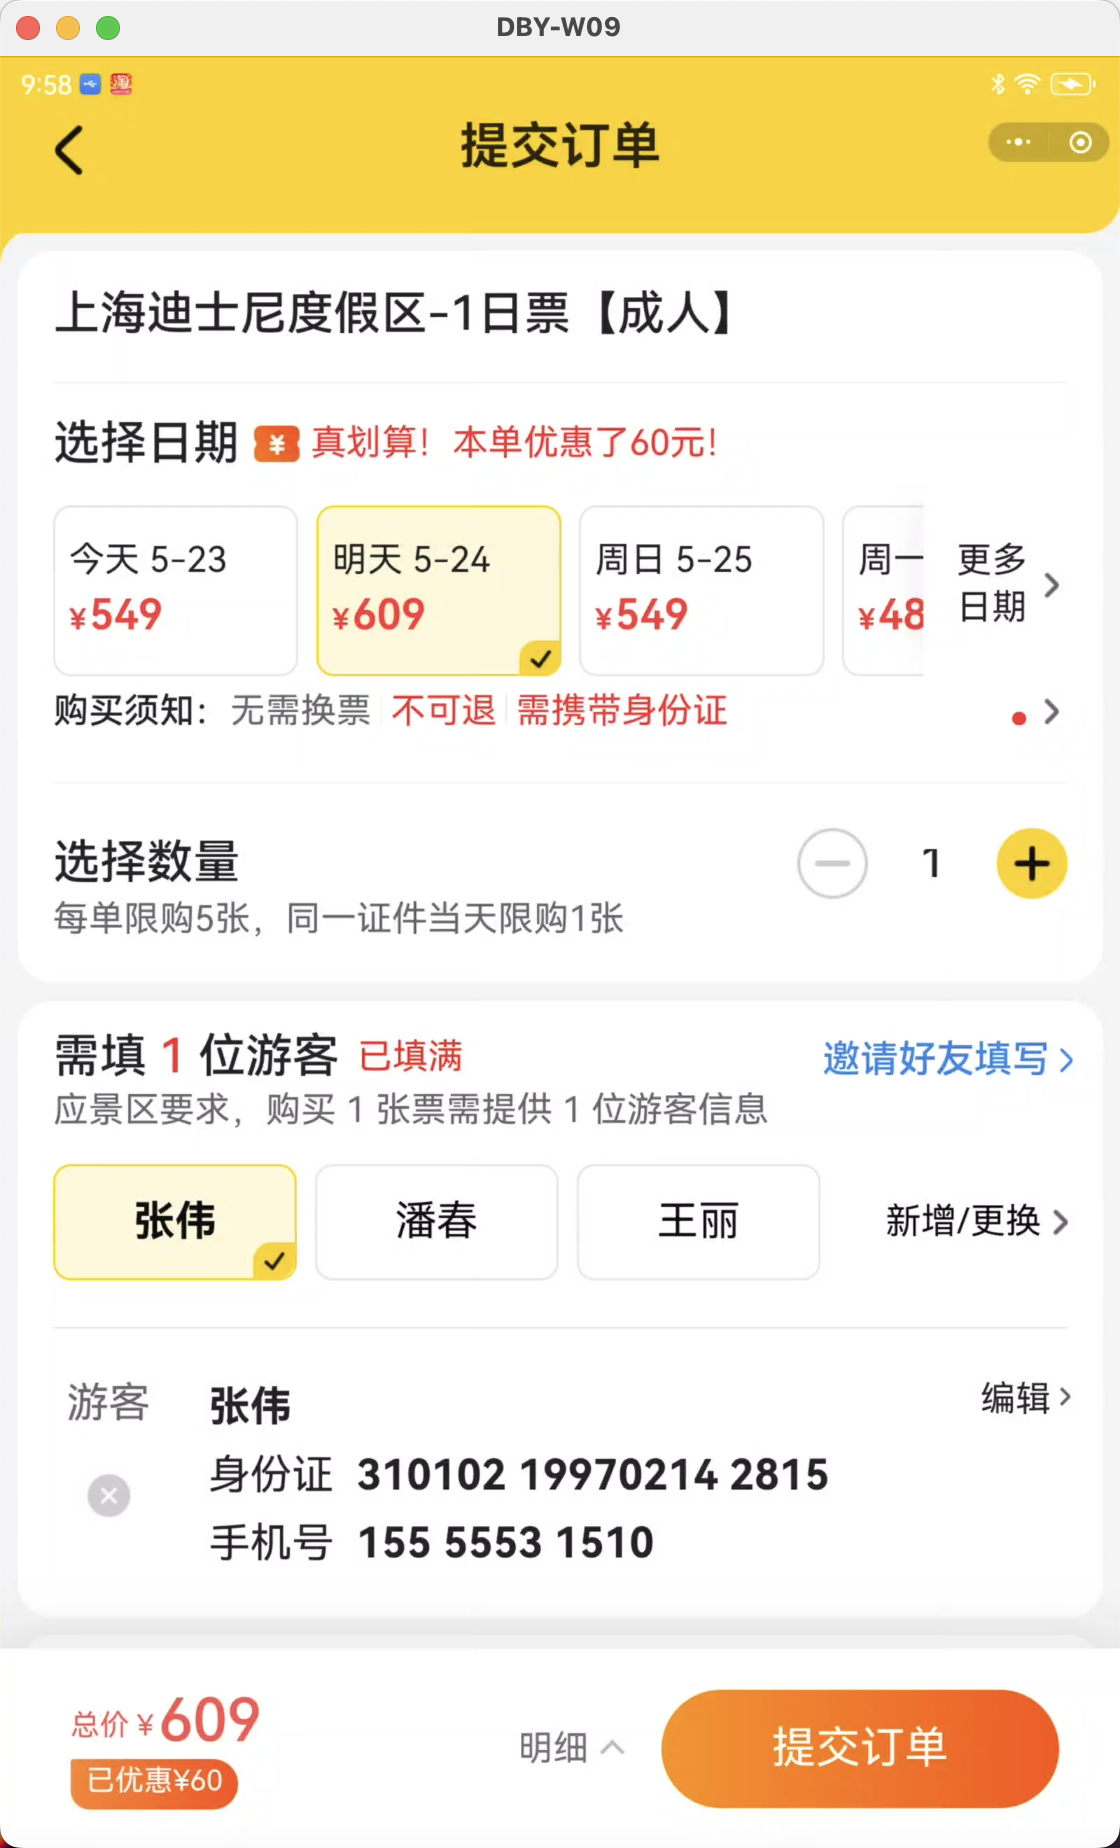 DBY-W09
9:58
提交订单
上海迪士尼度假区-1日票【成人】
选择日期 ¥ 真划算！本单优惠了60元！
今天 5-23
¥549
明天 5-24
¥609
周日 5-25
¥549
周一
¥48
更多
日期
购买须知：无需换票 不可退 需携带身份证
选择数量
1
每单限购5张，同一证件当天限购1张
需填 1 位游客 已填满
邀请好友填写
应景区要求，购买 1 张票需提供 1 位游客信息
张伟
潘春
王丽
新增/更换
游客 张伟
编辑
身份证 310102 19970214 2815
手机号 155 5553 1510
总价 ¥609
已优惠¥60
明细
提交订单